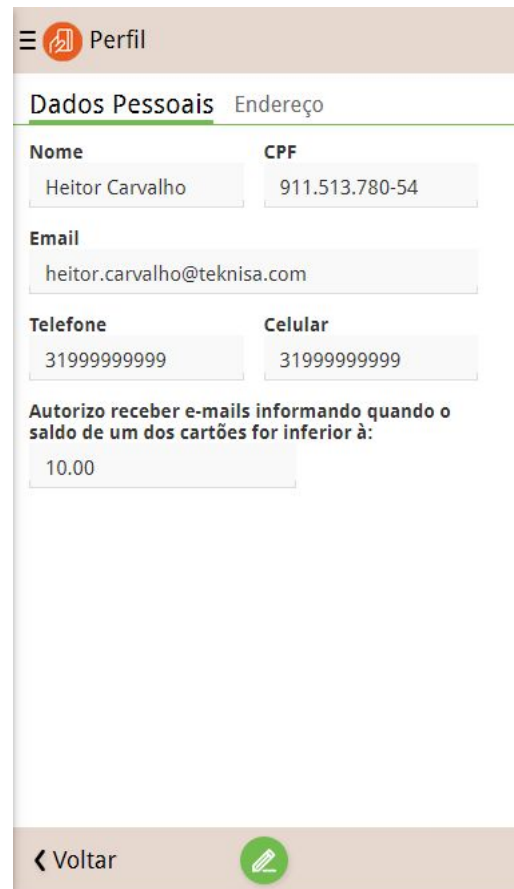 Perfil
Dados Pessoais Endereço
Nome CPF
Heitor Carvalho 911.513.780-54
Email
heitor.carvalho@teknisa.com
Telefone Celular
31999999999 31999999999
Autorizo receber e-mails informando quando o
saldo de um dos cartões for inferior à:
10.00
Voltar